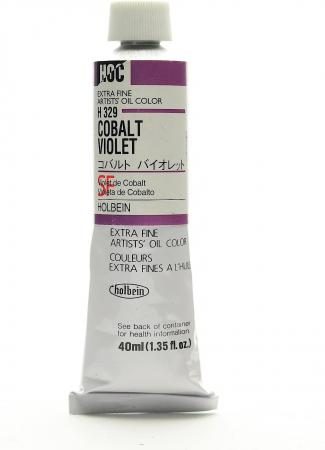 HOC
EXTRA FINE
ARTISTS' OIL COLOR
H 329
COBALT
VIOLET
コバルト バイオレット
Violet de Cobalt
Violeta de Cobalto
SF
HOLBEIN
EXTRA FINE
ARTISTS' OIL COLOR
COULEURS
EXTRA FINES A L'HUILE
holbein
See back of container
for health information.
40ml (1.35 fl.oz.)